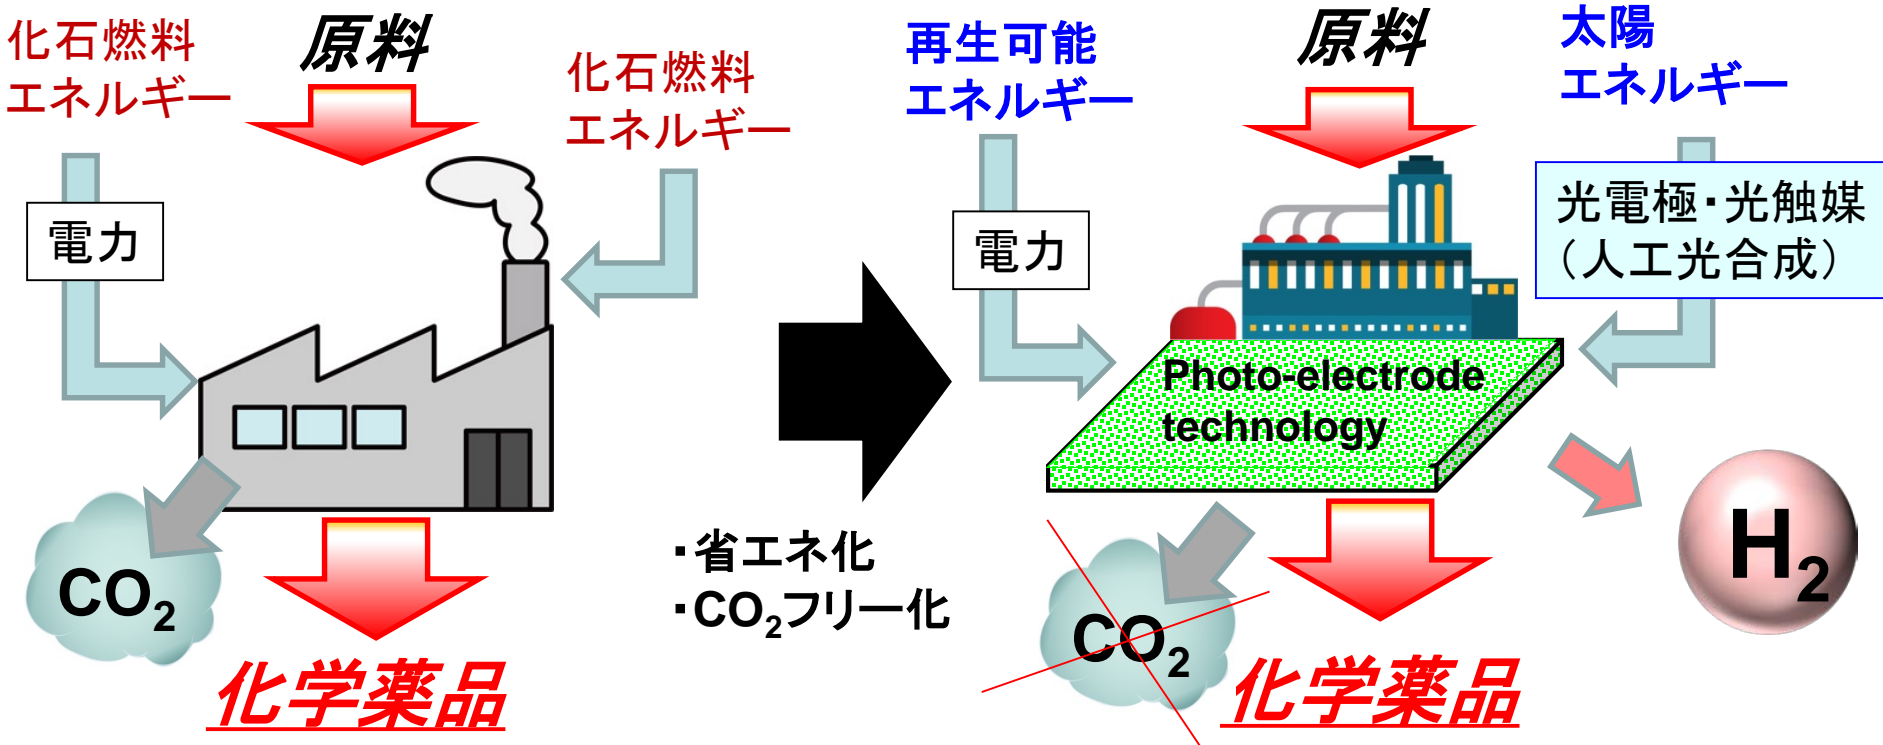 化石燃料
エネルギー
原料
化石燃料
エネルギー
電力
CO₂
化学薬品
・省エネ化
・CO₂フリー化
再生可能
エネルギー
原料
太陽
エネルギー
電力
光電極・光触媒
（人工光合成）
Photo-electrode
technology
CO₂
H₂
化学薬品